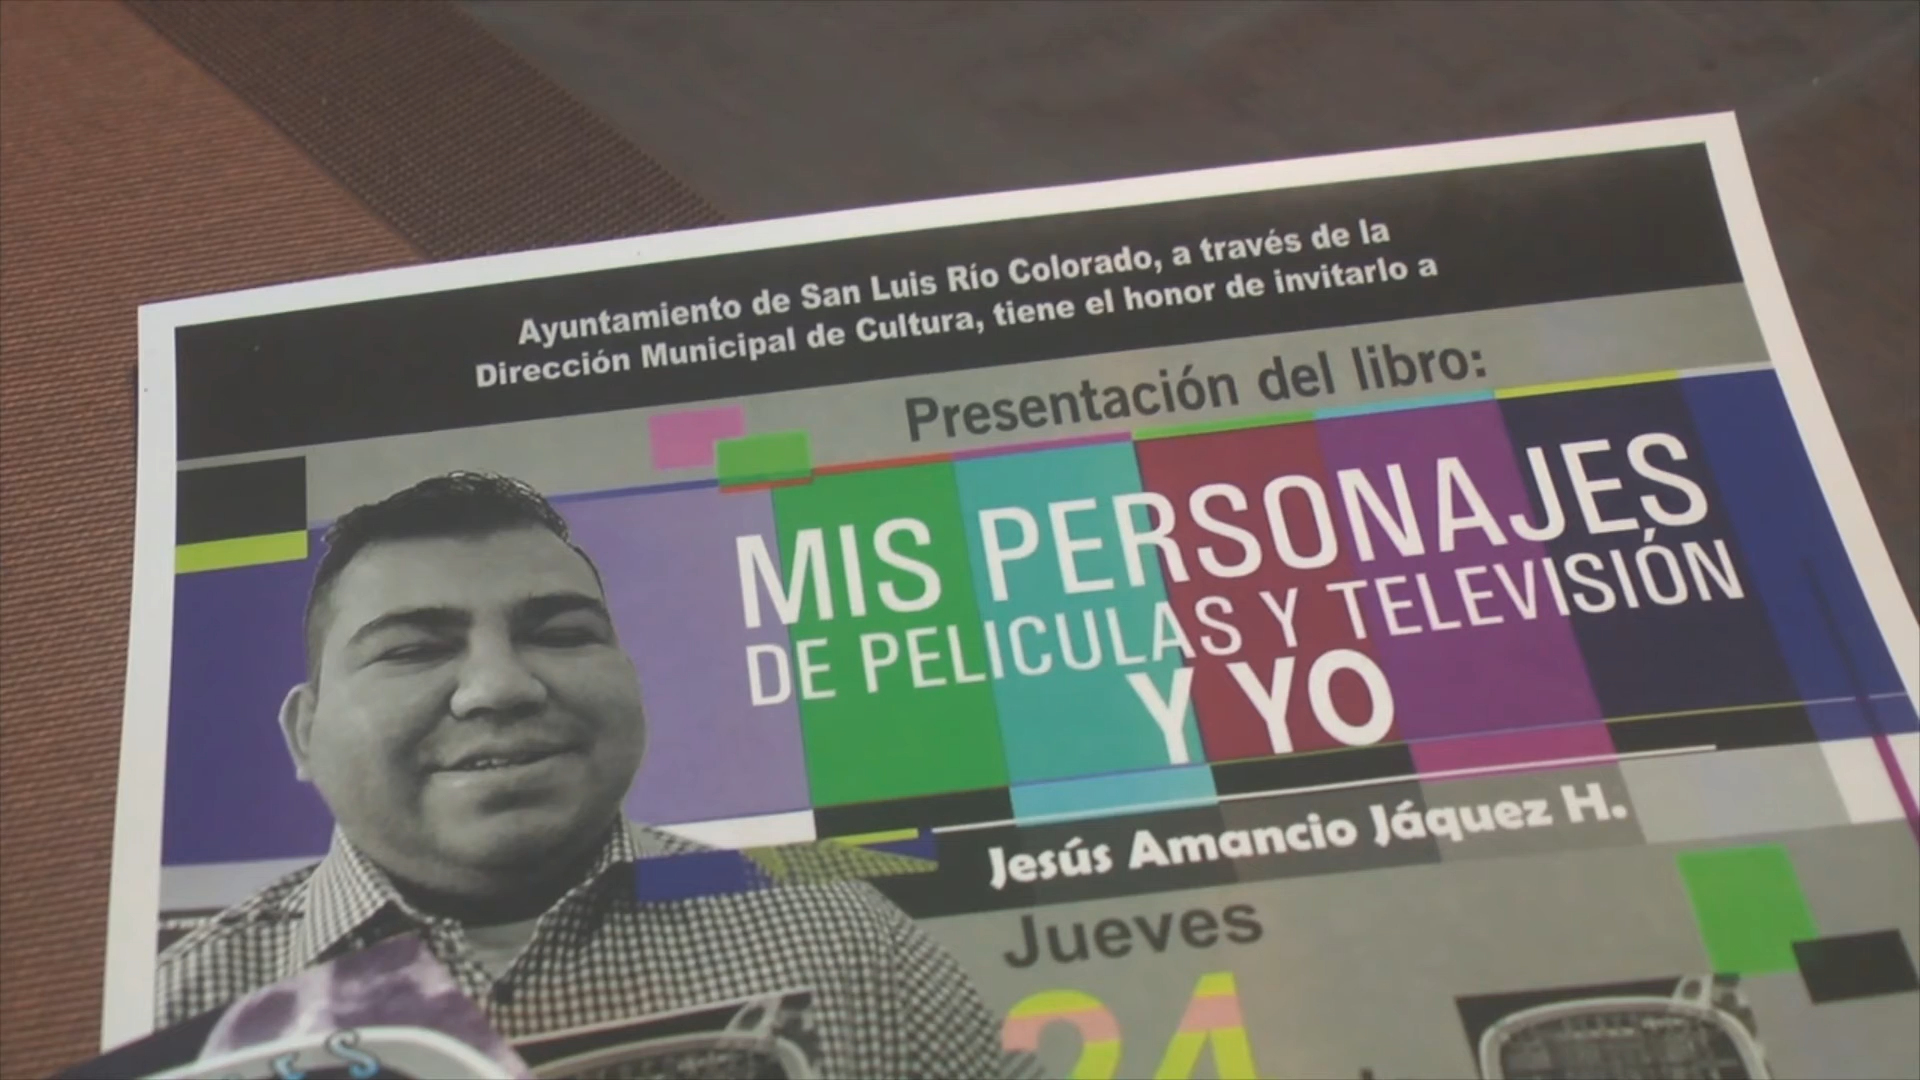 Ayuntamiento de San Luis Río Colorado, a través de la
Dirección Municipal de Cultura, tiene el honor de invitarlo a
Presentación del libro:
MIS PERSONAJES
DE PELICULAS Y TELEVISIÓN
Y YO
Jesús Amancio Jáquez H.
Jueves
24